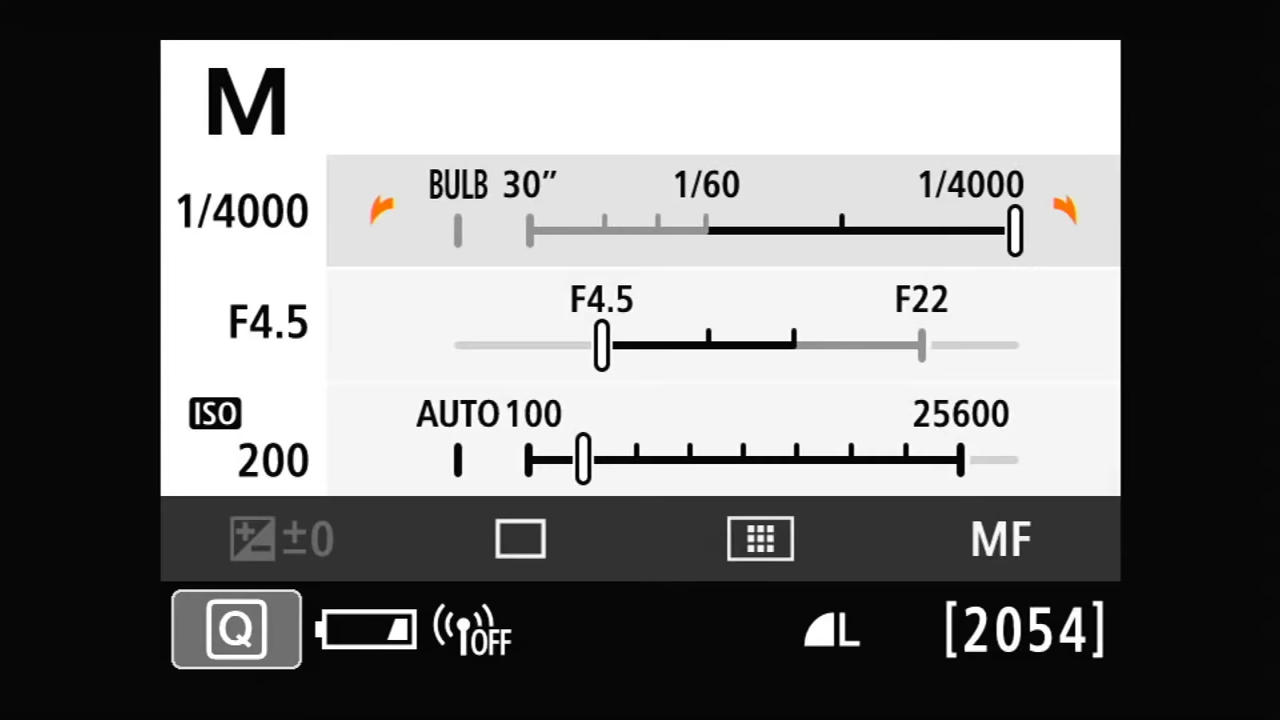 M
1/4000 BULB 30” 1/60 1/4000
F4.5 F4.5 F22
ISO AUTO 100 25600
200
±0 MF
Q OFF L [2054]